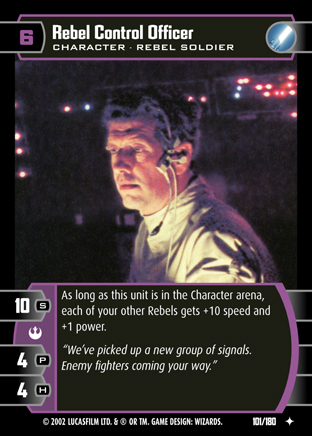 6
Rebel Control Officer
CHARACTER · REBEL SOLDIER
10 S
As long as this unit is in the Character arena,
each of your other Rebels gets +10 speed and
+1 power.
4 P
“We’ve picked up a new group of signals.
Enemy fighters coming your way.”
4 H
© 2002 LUCASFILM LTD. & ® OR TM. GAME DESIGN: WIZARDS.
101/180